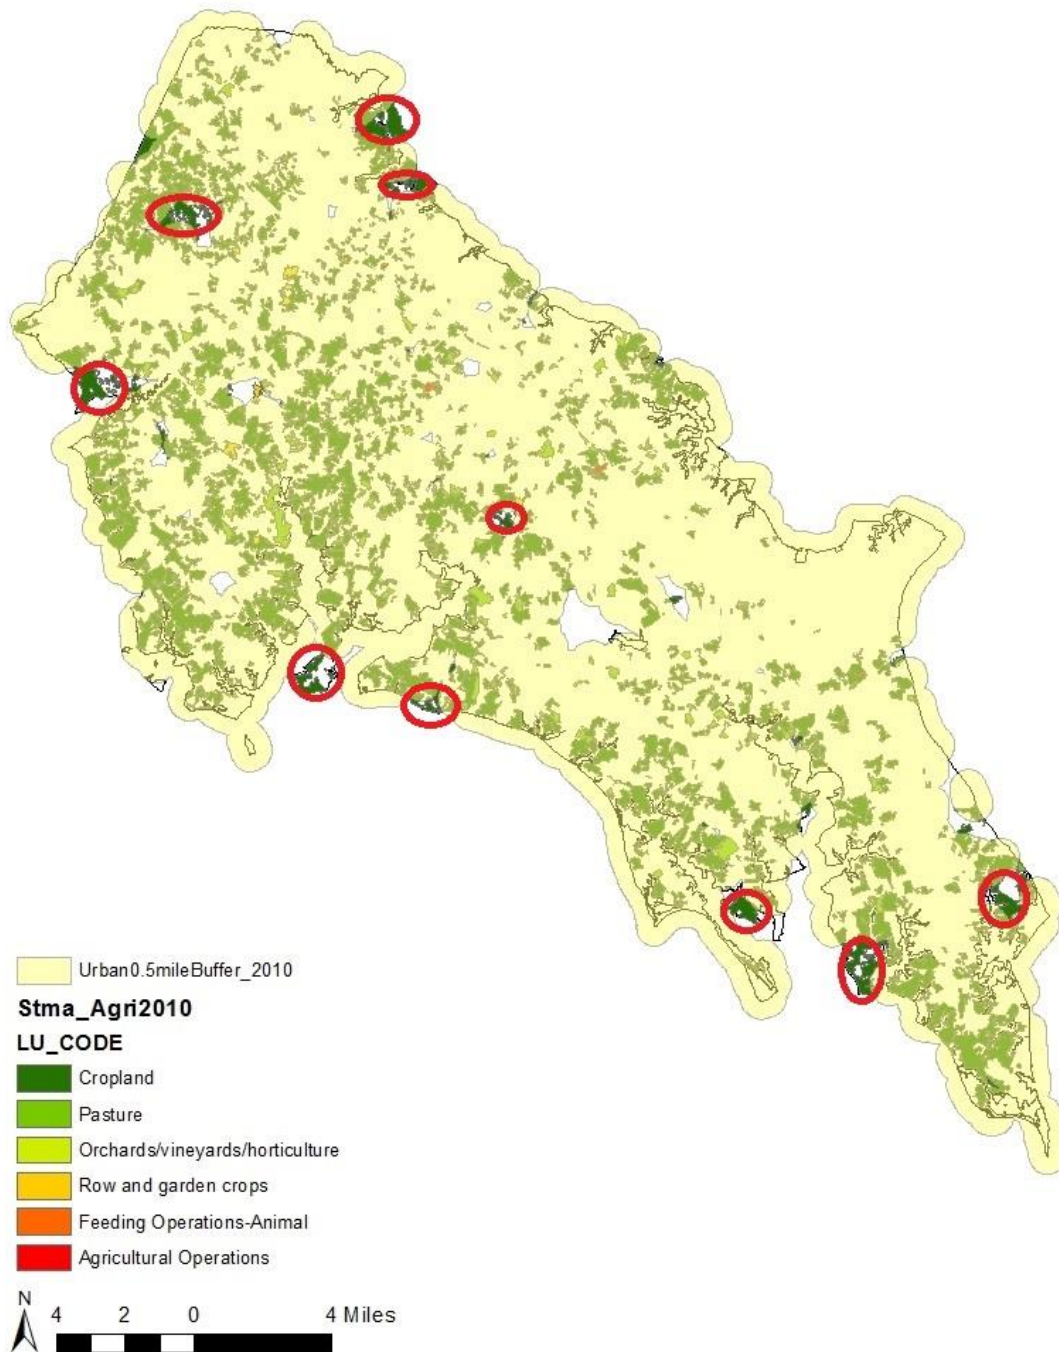 Urban0.5mileBuffer_2010
Stma_Agri2010
LU_CODE
Cropland
Pasture
Orchards/vineyards/horticulture
Row and garden crops
Feeding Operations-Animal
Agricultural Operations
N
4 2 0 4 Miles